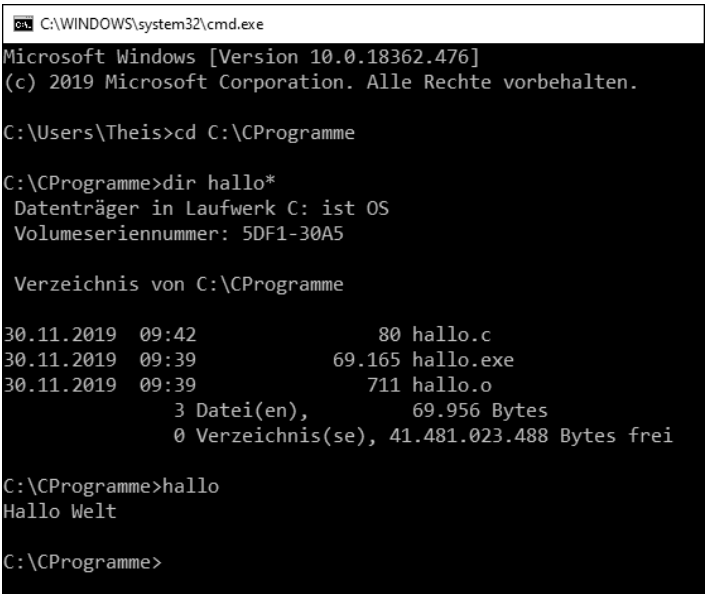 C:\WINDOWS\system32\cmd.exe
Microsoft Windows [Version 10.0.18362.476]
(c) 2019 Microsoft Corporation. Alle Rechte vorbehalten.
C:\Users\Theis>cd C:\CProgramme
C:\CProgramme>dir hallo*
Datenträger in Laufwerk C: ist OS
Volumeseriennummer: 5DF1-30A5
Verzeichnis von C:\CProgramme
30.11.2019  09:42                80 hallo.c
30.11.2019  09:39            69.165 hallo.exe
30.11.2019  09:39               711 hallo.o
3 Datei(en),         69.956 Bytes
0 Verzeichnis(se), 41.481.023.488 Bytes frei
C:\CProgramme>hallo
Hallo Welt
C:\CProgramme>